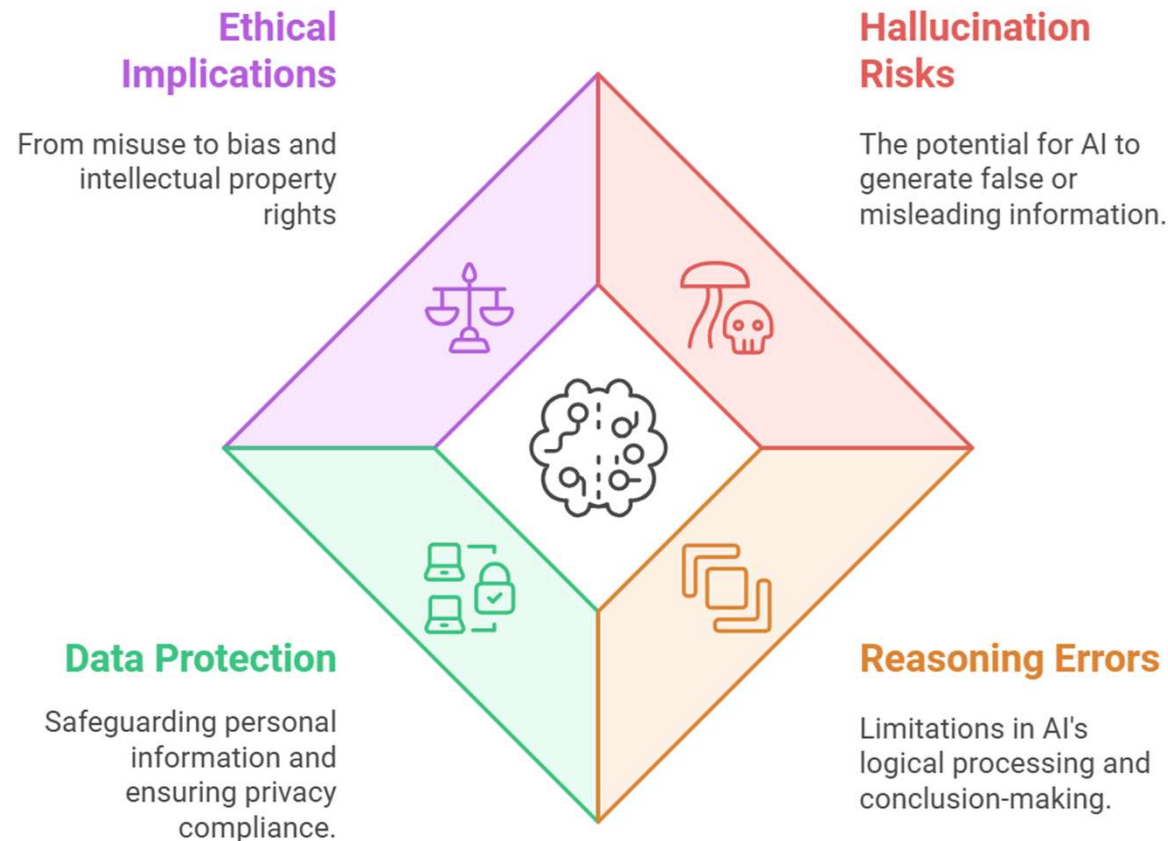 Ethical
Implications
From misuse to bias and
intellectual property
rights
Hallucination
Risks
The potential for AI to
generate false or
misleading information.
Data Protection
Safeguarding personal
information and
ensuring privacy
compliance.
Reasoning Errors
Limitations in AI's
logical processing and
conclusion-making.